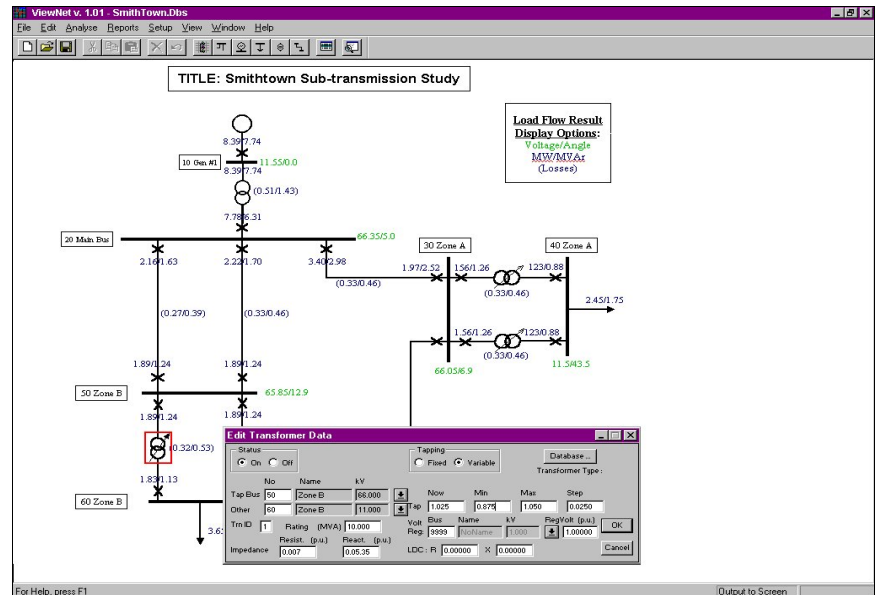 ViewNet v. 1.01 - SmithTown.Dbs
File Edit Analyse Reports Setup View Window Help
TITLE: Smithtown Sub-transmission Study
Load Flow Result
Display Options:
Voltage/Angle
MW/MVAr
(Losses)
8.39/7.74
10 Gen #1
11.55/0.0
8.39/7.74
(0.51/1.43)
7.78/6.31
20 Main Bus
66.35/5.0
2.16/1.63
2.22/1.70
3.40/2.98
(0.33/0.46)
30 Zone A
40 Zone A
1.97/2.52
156/1.26
123/0.88
(0.33/0.46)
2.45/1.75
(0.27/0.39)
(0.33/0.46)
1.56/1.26
123/0.88
(0.33/0.46)
66.05/6.9
11.5/43.5
1.89/1.24
1.89/1.24
50 Zone B
65.85/12.9
1.89/1.24
1.89/1.24
(0.32/0.53)
1.83/1.13
60 Zone B
3.6
Edit Transformer Data
Status
On Off
Tapping
Fixed Variable
Database ..
Transformer Type :
No Name kV
Tap Bus 50 Zone B 66.000
Other 60 Zone B 11.000
Now Min Max Step
Tap 1.025 0.875 1.050 0.0250
Trn ID 1 Rating (MVA) 10.000
Volt Reg: Bus Name kV RegVolt (p.u.)
9999 NoName 1.000 1.00000
OK
Resist. (p.u.) React. (p.u.)
Impedance 0.007 0.05.35
LDC : R 0.00000 X 0.00000
Cancel
For Help, press F1
Output to Screen